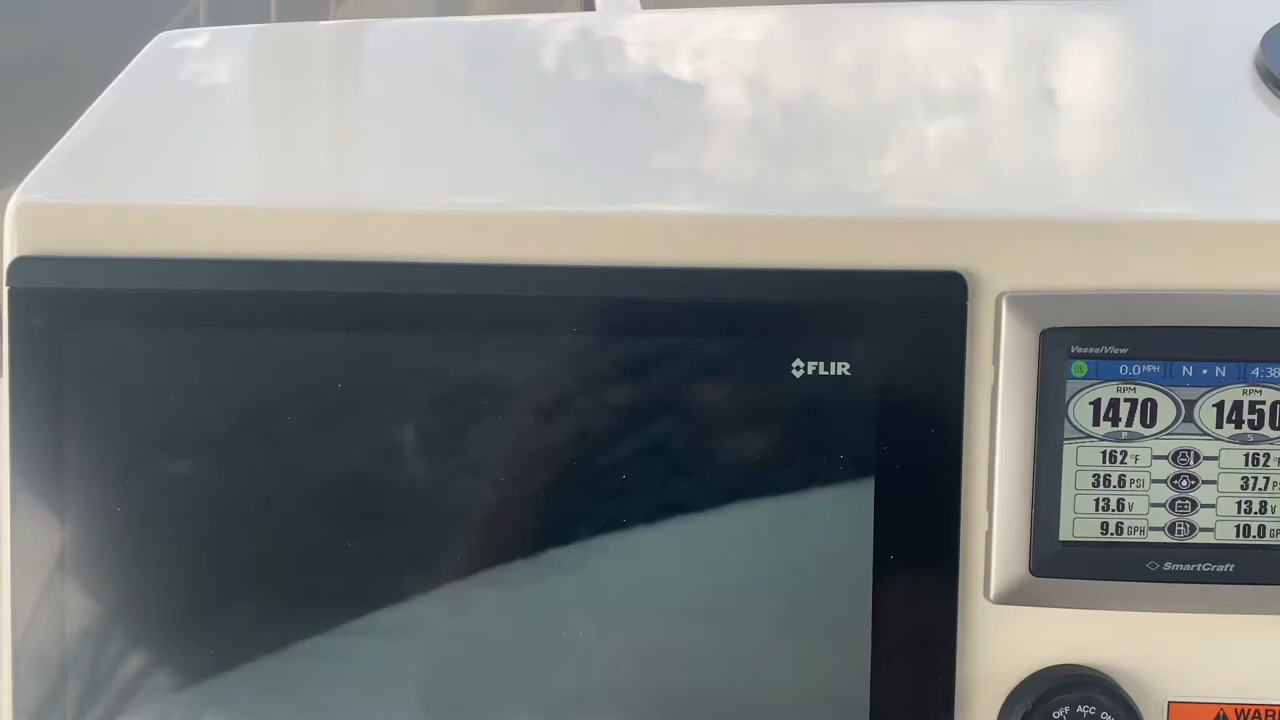 FLIR
VesselView
OK 0.0 MPH N • N 4:38
RPM RPM
1470 1450
P S
162 °F 162 °F
36.6 PSI 37.7 PS
13.6 V 13.8 V
9.6 GPH 10.0 GP
SmartCraft
OFF ACC ON
WAR